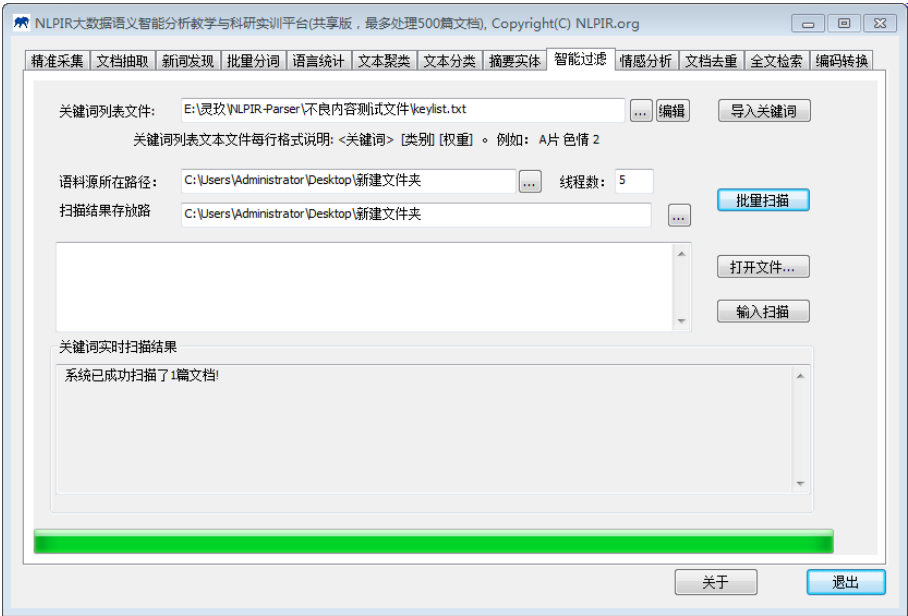 NLPIR大数据语义智能分析教学与科研实训平台(共享版，最多处理500篇文档), Copyright(C) NLPIR.org
精准采集 文档抽取 新词发现 批量分词 语言统计 文本聚类 文本分类 摘要实体 智能过滤 情感分析 文档去重 全文检索 编码转换
关键词列表文件: E:\灵玖\NLPIR-Parser\不良内容测试文件\keylist.txt ... 编辑 导入关键词
关键词列表文本文件每行格式说明: <关键词> [类别] [权重] 。例如: A片 色情 2
语料源所在路径: C:\Users\Administrator\Desktop\新建文件夹 ... 线程数: 5
批里扫描
扫描结果存放路 C:\Users\Administrator\Desktop\新建文件夹 ...
打开文件...
输入扫描
关键词实时扫描结果
系统已成功扫描了1篇文档!
关于 退出